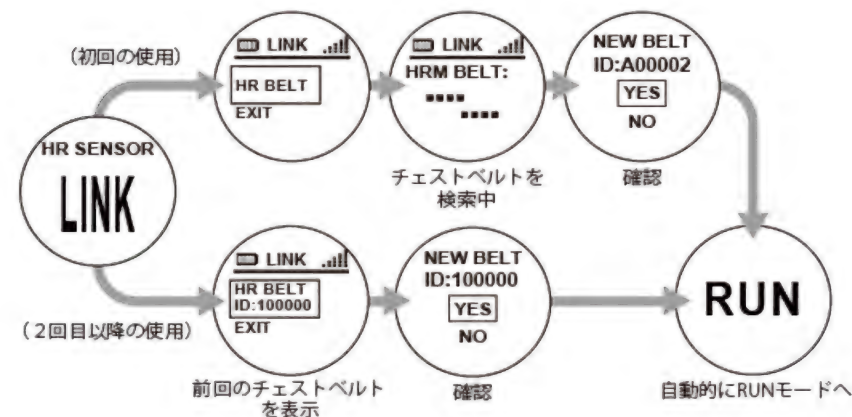 (初回の使用)
HR SENSOR
LINK
LINK
HR BELT
EXIT
LINK
HRM BELT:
チェストベルトを
検索中
NEW BELT
ID:A00002
YES
NO
確認
(2回目以降の使用)
LINK
HR BELT
ID:100000
EXIT
前回のチェストベルト
を表示
NEW BELT
ID:100000
YES
NO
確認
RUN
自動的にRUNモードへ